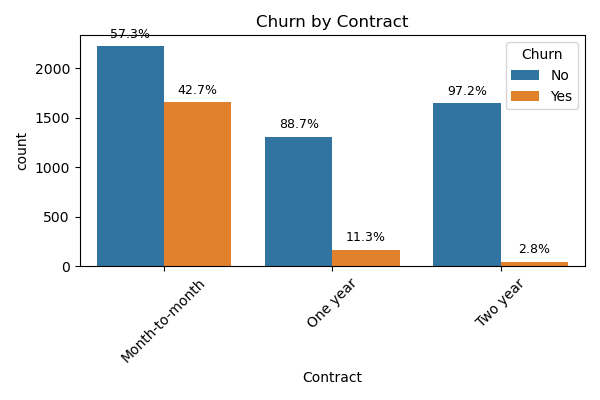 Churn by Contract
57.3%
42.7%
88.7%
11.3%
97.2%
2.8%
Churn
No
Yes
count
2000
1500
1000
500
0
Month-to-month
One year
Two year
Contract